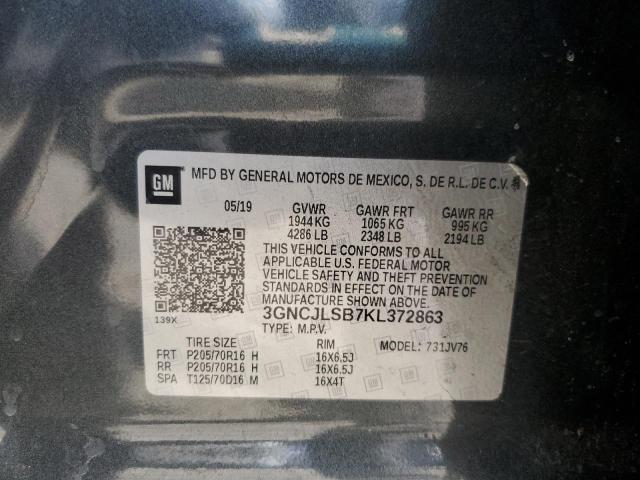 GM
MFD BY GENERAL MOTORS DE MEXICO, S. DE R.L. DE C.V.
05/19 GVWR GAWR FRT GAWR RR
1944 KG 1065 KG 995 KG
4286 LB 2348 LB 2194 LB
THIS VEHICLE CONFORMS TO ALL
APPLICABLE U.S. FEDERAL MOTOR
VEHICLE SAFETY AND THEFT PREVENTION
STANDARDS IN EFFECT ON THE DATE OF
MANUFACTURE SHOWN ABOVE.
139X
3GNCJLSB7KL372863
TYPE: M.P.V.
TIRE SIZE RIM MODEL: 731JV76
FRT P205/70R16 H 16X6.5J
RR P205/70R16 H 16X6.5J
SPA T125/70D16 M 16X4T